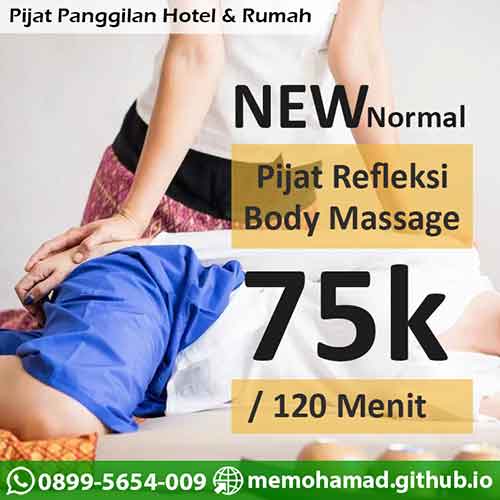 Pijat Panggilan Hotel & Rumah
NEW Normal
Pijat Refleksi
Body Massage
75k
/ 120 Menit
0899-5654-009 memohamad.github.io